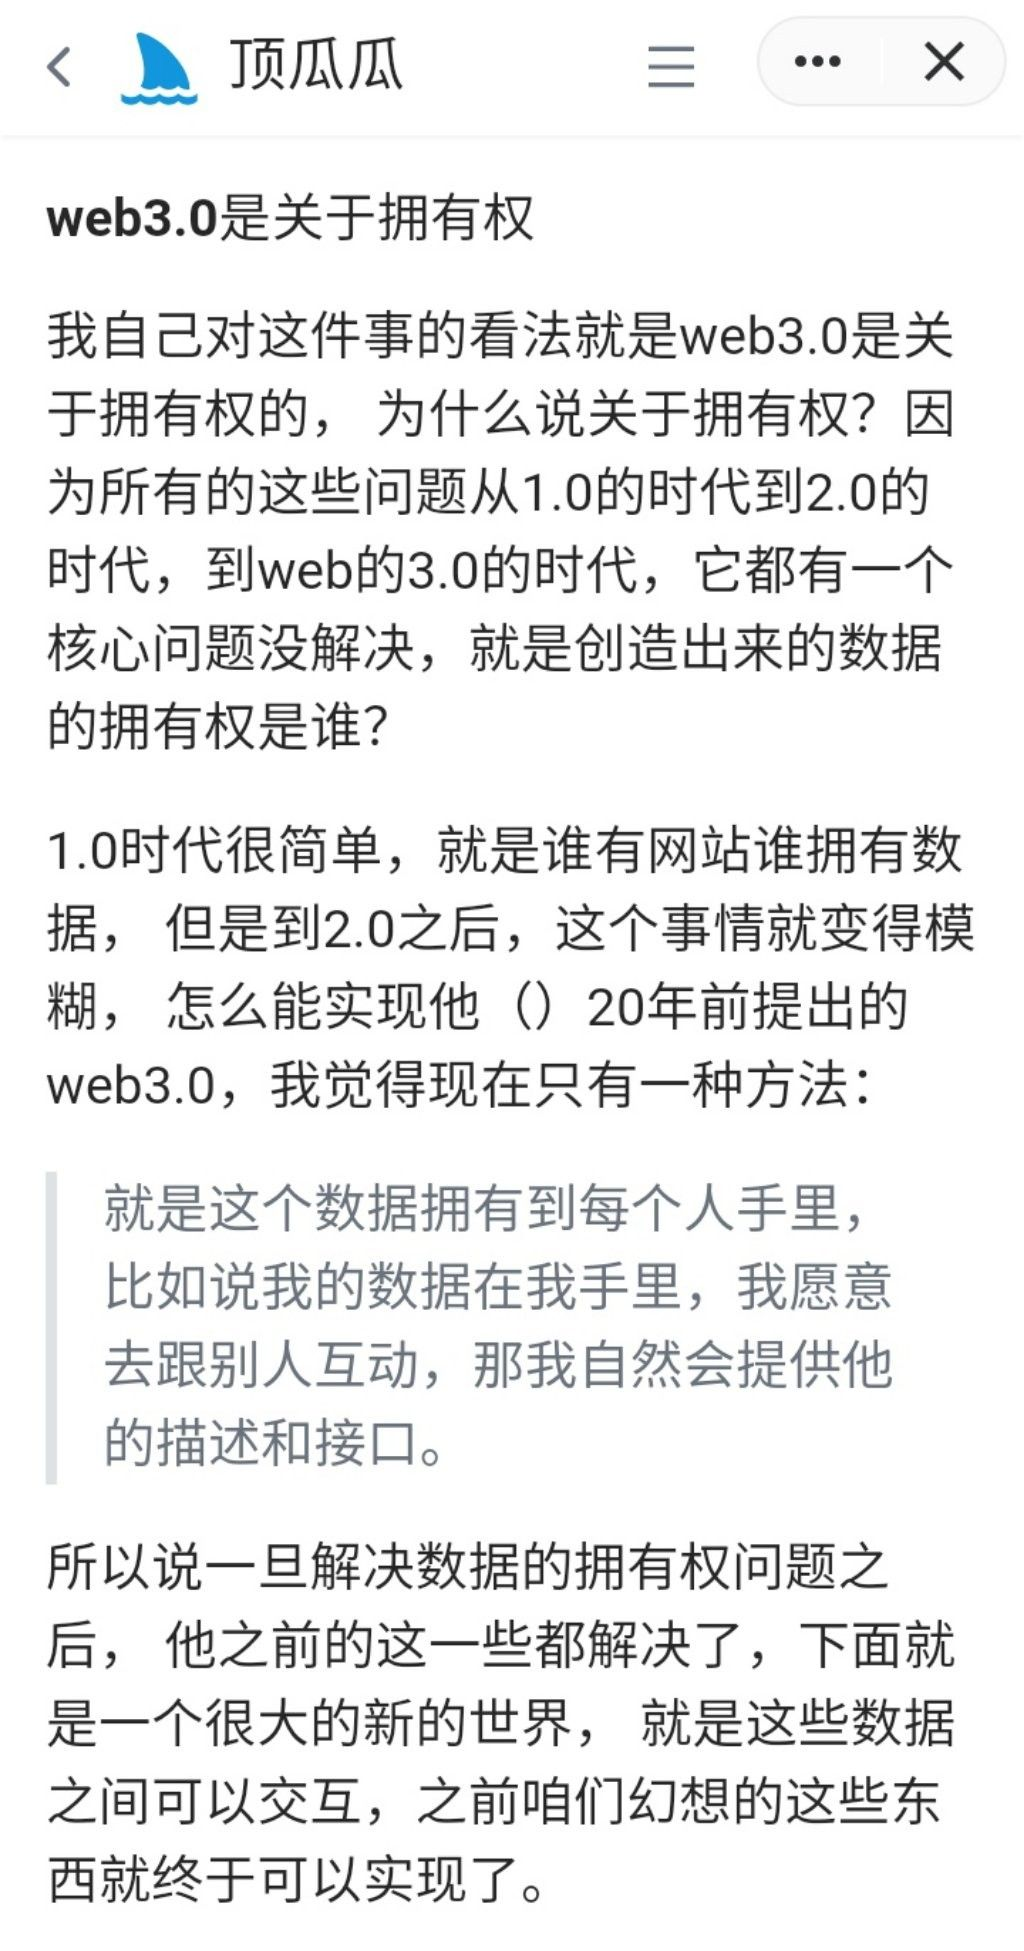 顶瓜瓜
web3.0是关于拥有权
我自己对这件事的看法就是web3.0是关
于拥有权的， 为什么说关于拥有权？因
为所有的这些问题从1.0的时代到2.0的
时代，到web的3.0的时代，它都有一个
核心问题没解决，就是创造出来的数据
的拥有权是谁？
1.0时代很简单，就是谁有网站谁拥有数
据， 但是到2.0之后，这个事情就变得模
糊， 怎么能实现他（）20年前提出的
web3.0，我觉得现在只有一种方法：
就是这个数据拥有到每个人手里，
比如说我的数据在我手里，我愿意
去跟别人互动，那我自然会提供他
的描述和接口。
所以说一旦解决数据的拥有权问题之
后， 他之前的这一些都解决了，下面就
是一个很大的新的世界， 就是这些数据
之间可以交互，之前咱们幻想的这些东
西就终于可以实现了。